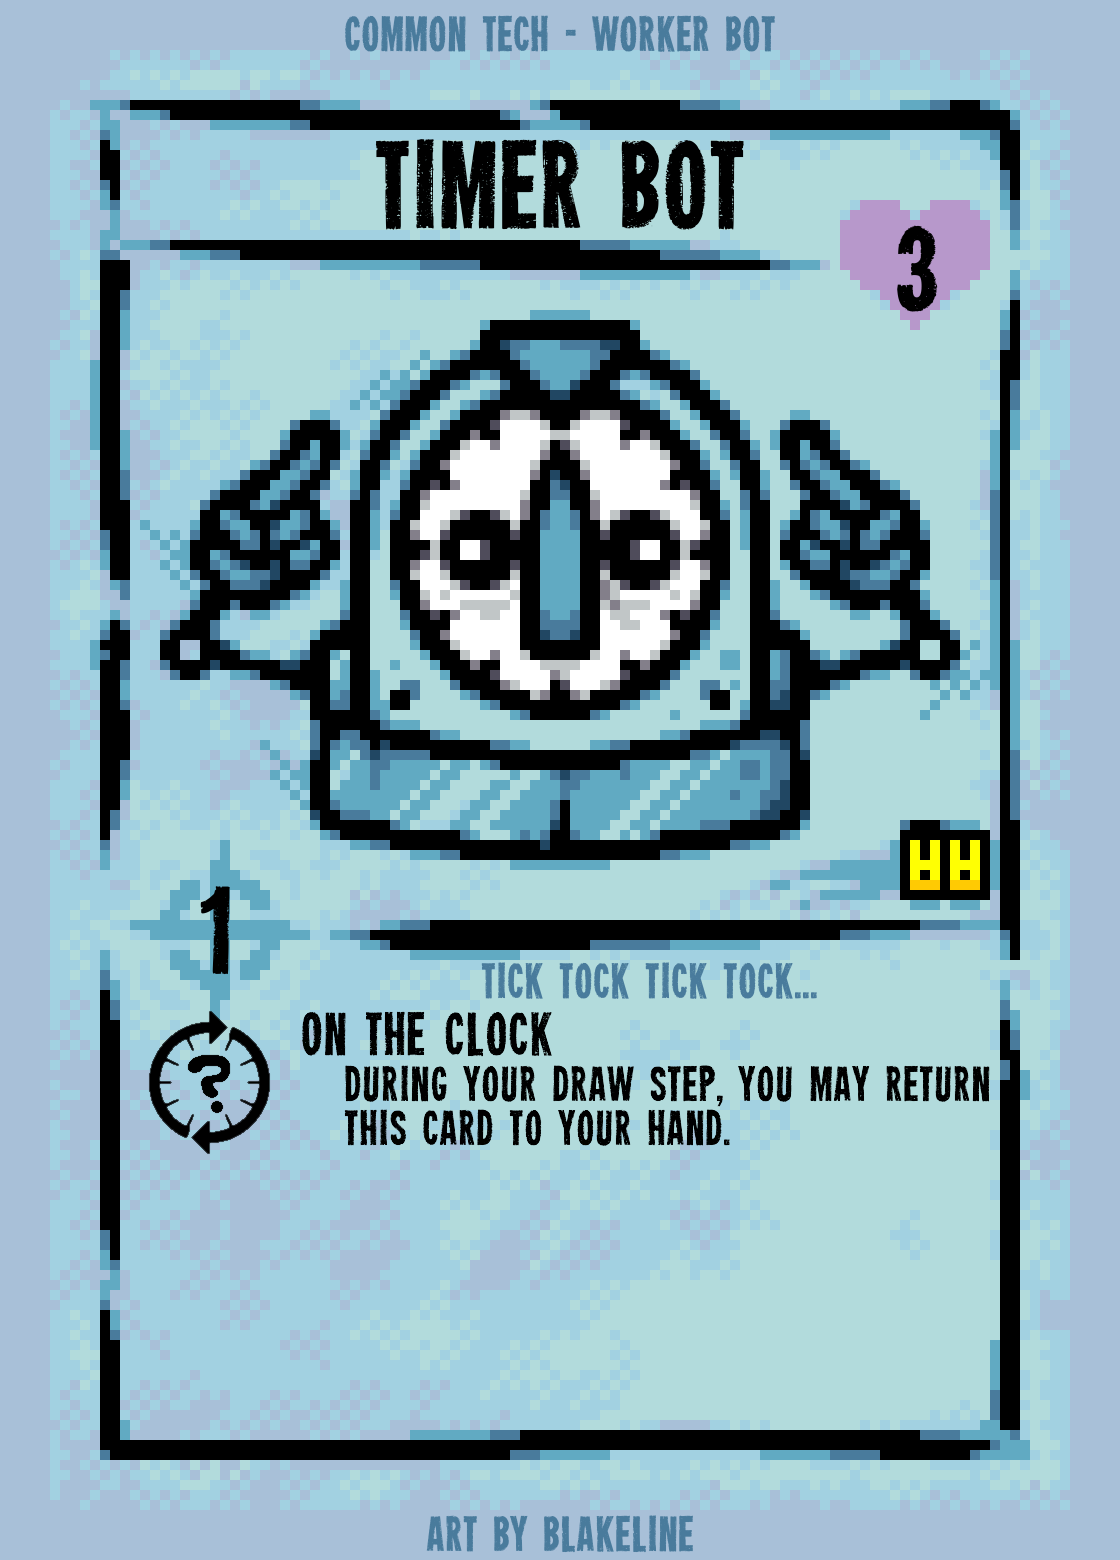 COMMON TECH - WORKER BOT
TIMER BOT
3
1
TICK TOCK TICK TOCK...
ON THE CLOCK
?
DURING YOUR DRAW STEP, YOU MAY RETURN
THIS CARD TO YOUR HAND.
ART BY BLAKELINE